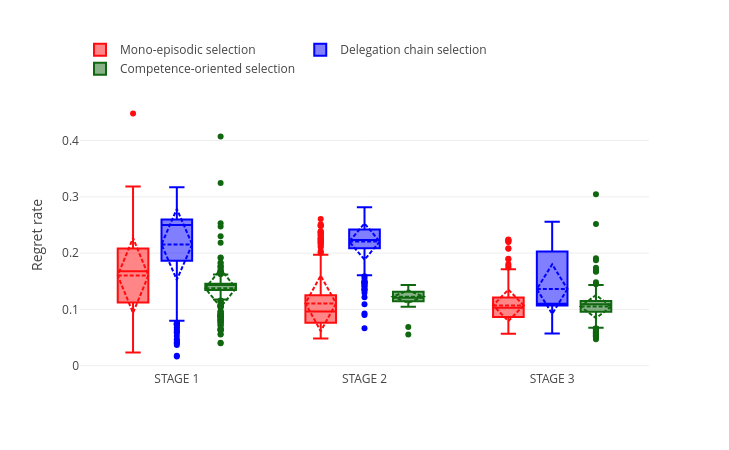 Mono-episodic selection
Delegation chain selection
Competence-oriented selection
Regret rate
0.4
0.3
0.2
0.1
0
STAGE 1
STAGE 2
STAGE 3